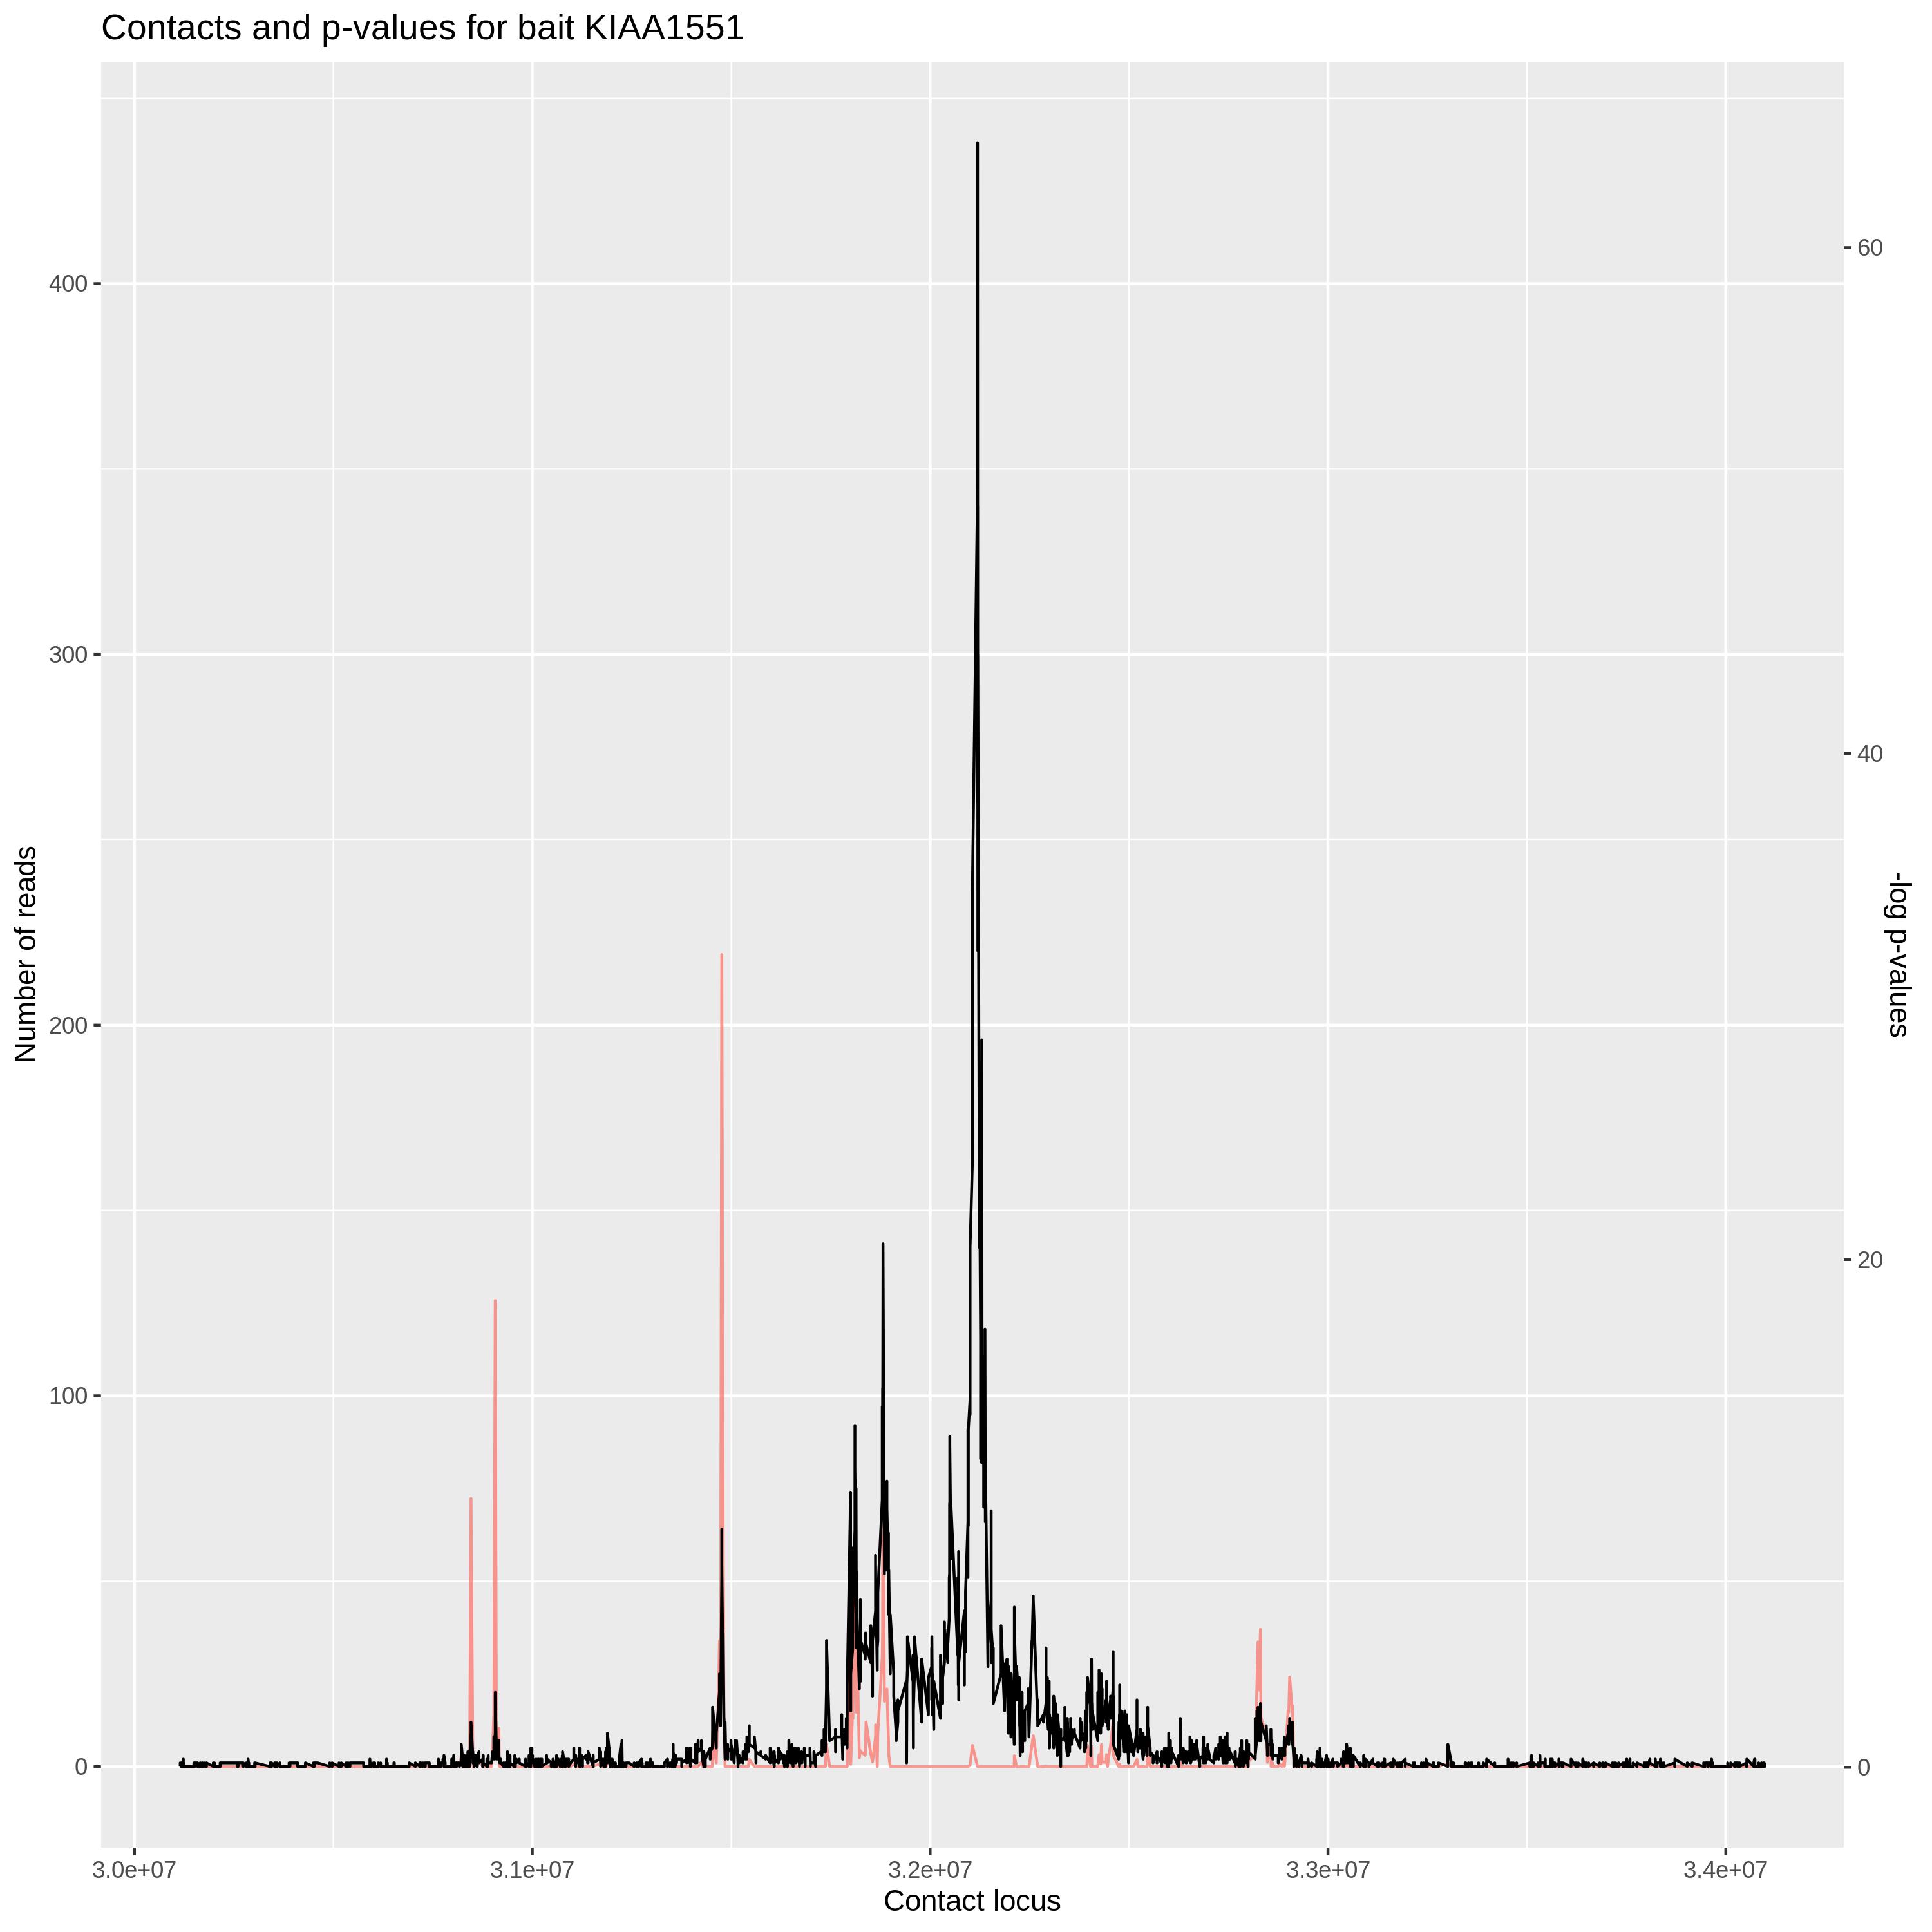 Contacts and p-values for bait KIAA1551
Number of reads
400
300
200
100
0
60
40
20
0
-log p-values
3.0e+07
3.1e+07
3.2e+07
3.3e+07
3.4e+07
Contact locus